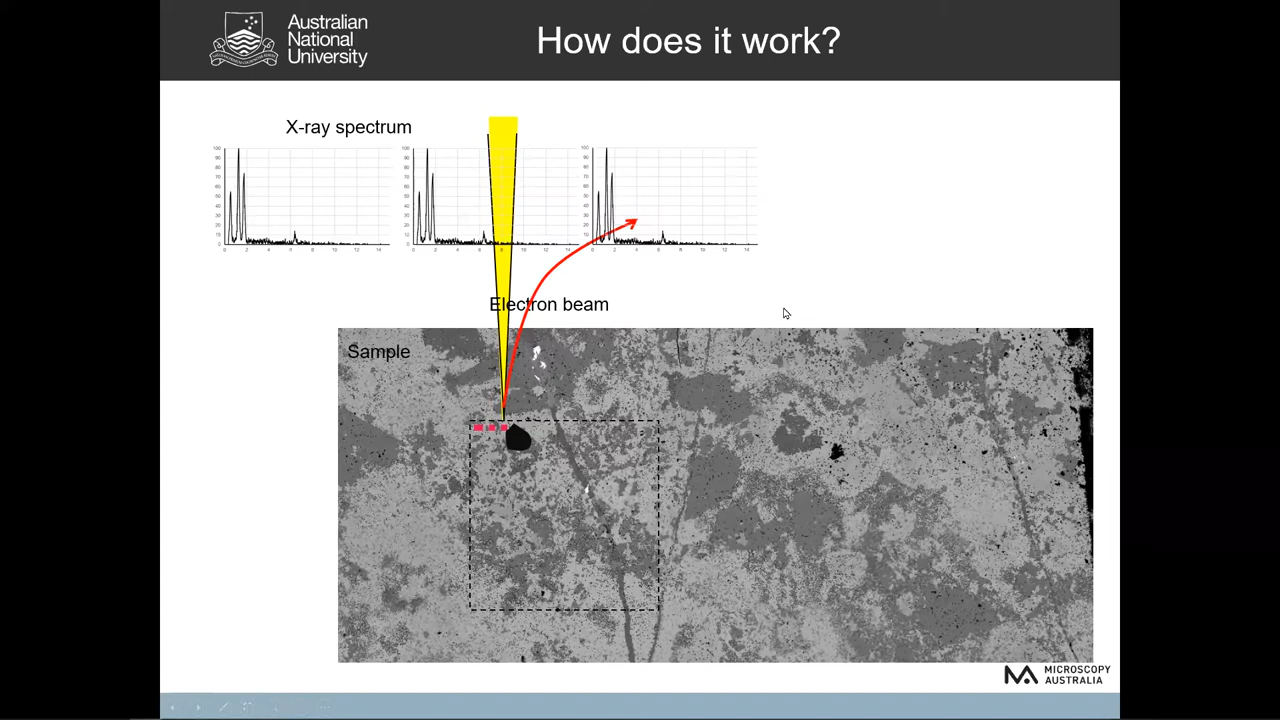 Australian
National
University
How does it work?
X-ray spectrum
Electron beam
Sample
MICROSCOPY
AUSTRALIA